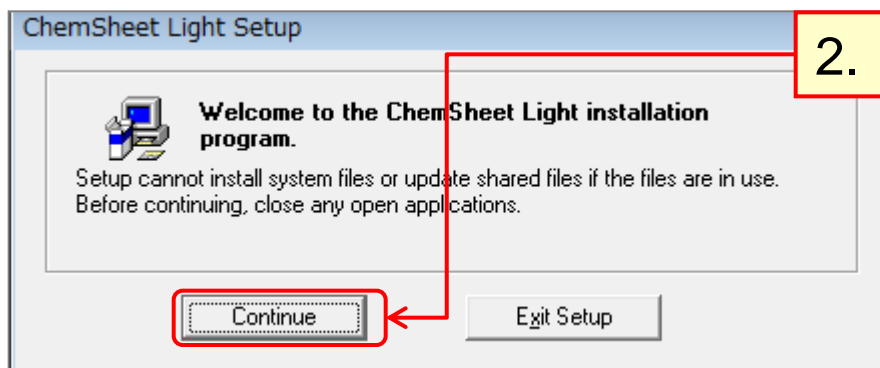 ChemSheet Light Setup
2.
Welcome to the ChemSheet Light installation
program.
Setup cannot install system files or update shared files if the files are in use.
Before continuing, close any open applications.
Continue
Exit Setup